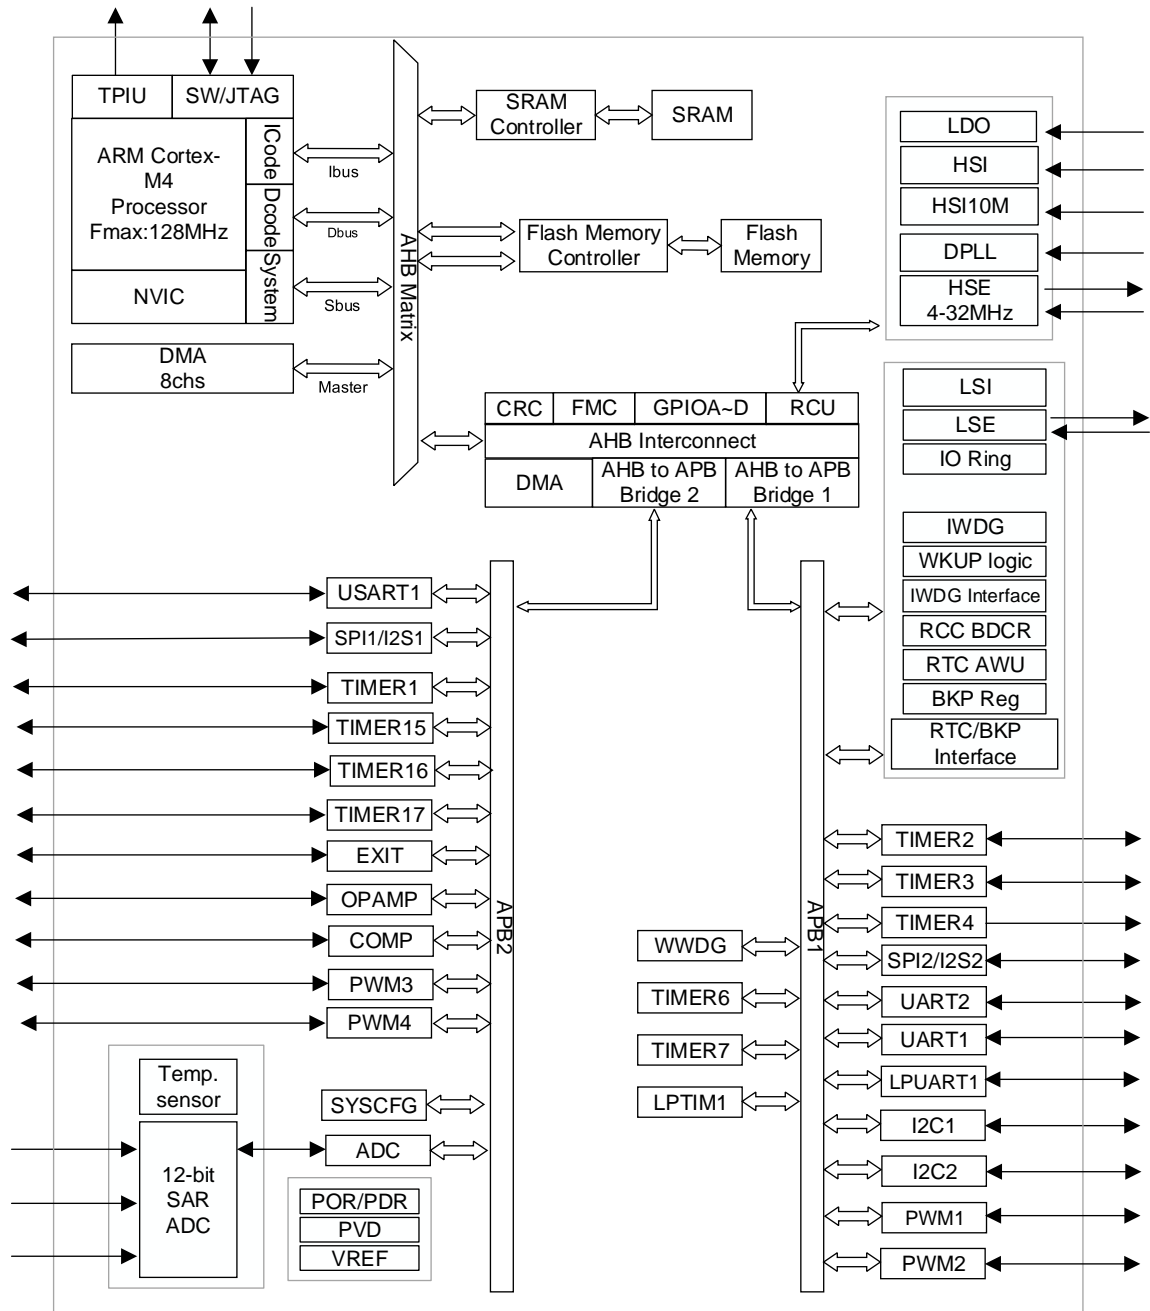 TPIU
SW/JTAG
ARM Cortex-
M4
Processor
Fmax:128MHz
ICode
Dcode
System
NVIC
DMA
8chs
Ibus
Dbus
Sbus
Master
AHB Matrix
SRAM
Controller
SRAM
Flash Memory
Controller
Flash
Memory
LDO
HSI
HSI10M
DPLL
HSE
4-32MHz
CRC
FMC
GPIOA~D
RCU
AHB Interconnect
DMA
AHB to APB
Bridge 2
AHB to APB
Bridge 1
LSI
LSE
IO Ring
IWDG
WKUP logic
IWDG Interface
RCC BDCR
RTC AWU
BKP Reg
RTC/BKP
Interface
USART1
SPI1/I2S1
TIMER1
TIMER15
TIMER16
TIMER17
EXIT
OPAMP
COMP
PWM3
PWM4
SYSCFG
ADC
APB2
Temp.
sensor
12-bit
SAR
ADC
POR/PDR
PVD
VREF
WWDG
TIMER6
TIMER7
LPTIM1
APB1
TIMER2
TIMER3
TIMER4
SPI2/I2S2
UART2
UART1
LPUART1
I2C1
I2C2
PWM1
PWM2